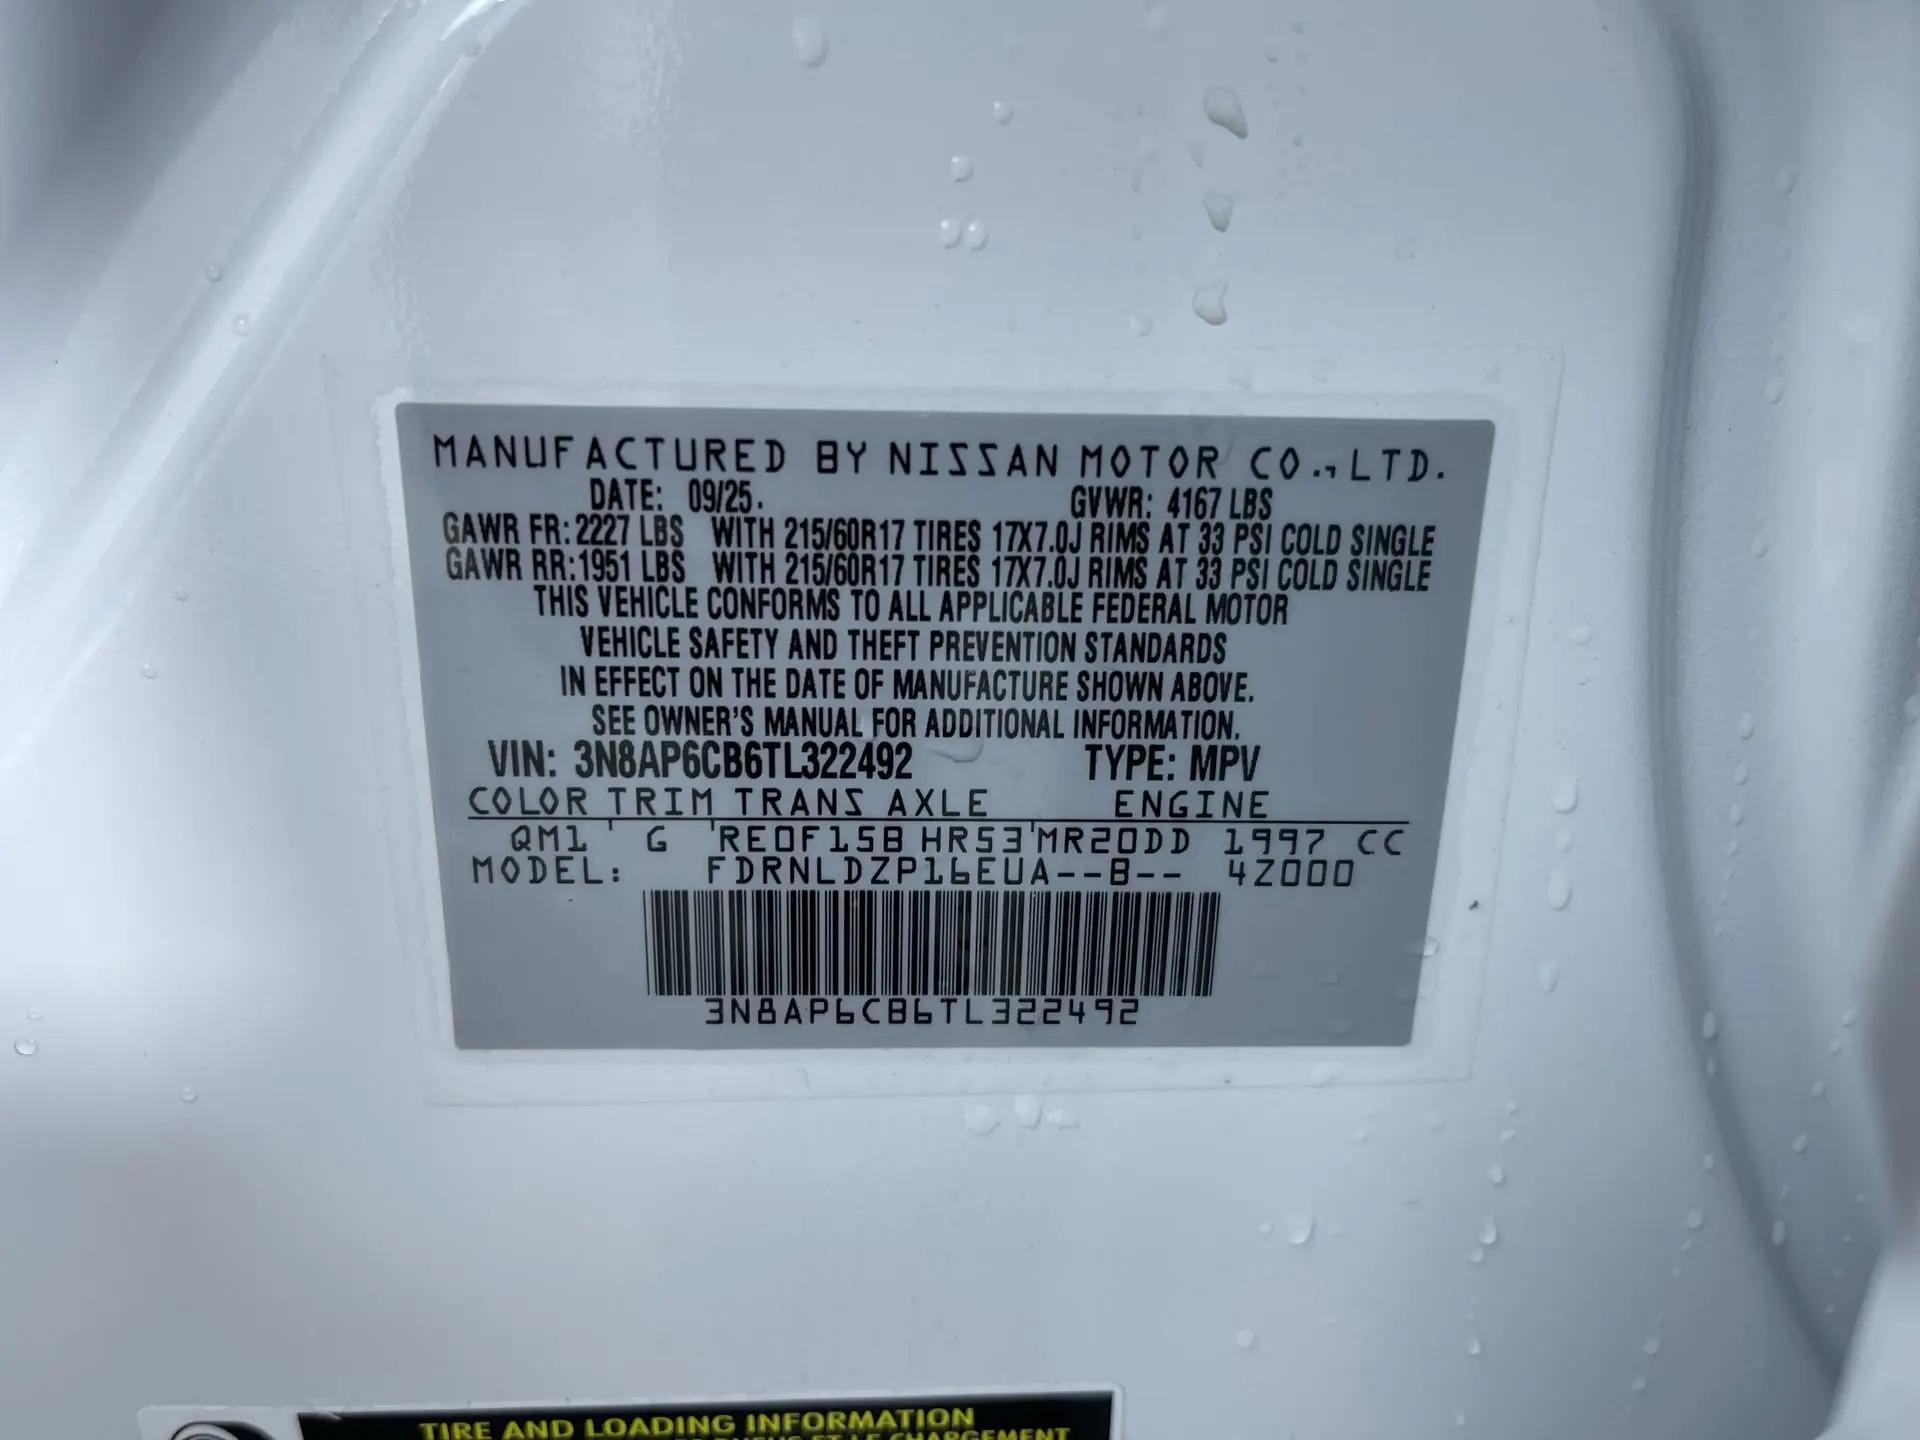 MANUFACTURED BY NISSAN MOTOR CO., LTD.
DATE: 09/25. GVWR: 4167 LBS
GAWR FR: 2227 LBS WITH 215/60R17 TIRES 17X7.0J RIMS AT 33 PSI COLD SINGLE
GAWR RR: 1951 LBS WITH 215/60R17 TIRES 17X7.0J RIMS AT 33 PSI COLD SINGLE
THIS VEHICLE CONFORMS TO ALL APPLICABLE FEDERAL MOTOR
VEHICLE SAFETY AND THEFT PREVENTION STANDARDS
IN EFFECT ON THE DATE OF MANUFACTURE SHOWN ABOVE.
SEE OWNER'S MANUAL FOR ADDITIONAL INFORMATION.
VIN: 3N8AP6CB6TL322492 TYPE: MPV
COLOR TRIM TRANS AXLE ENGINE
QM1 G RE0F15B HR53 MR20DD 1997 CC
MODEL: FDRNLDZP16EUA--B-- 4Z000
3N8AP6CB6TL322492
TIRE AND LOADING INFORMATION
ET LE CHARGEMENT